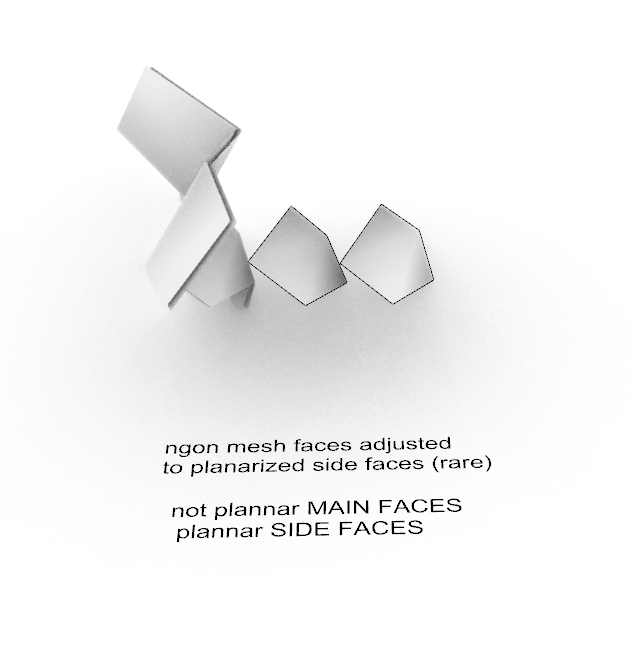 ngon mesh faces adjusted
to planarized side faces (rare)
not plannar MAIN FACES
plannar SIDE FACES